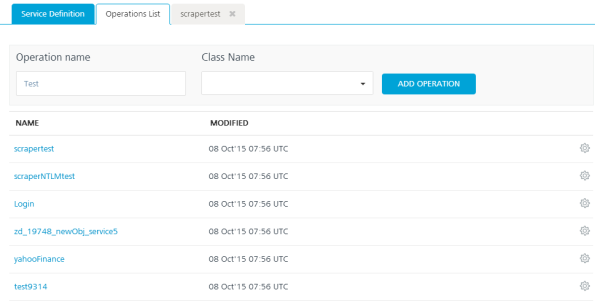 Service Definition Operations List scrapertest ✖
Operation name Class Name
Test ADD OPERATION
NAME MODIFIED
scrapertest 08 Oct'15 07:56 UTC
scraperNTLMtest 08 Oct'15 07:56 UTC
Login 08 Oct'15 07:56 UTC
zd_19748_newObj_service5 08 Oct'15 07:56 UTC
yahooFinance 08 Oct'15 07:56 UTC
test9314 08 Oct'15 07:56 UTC